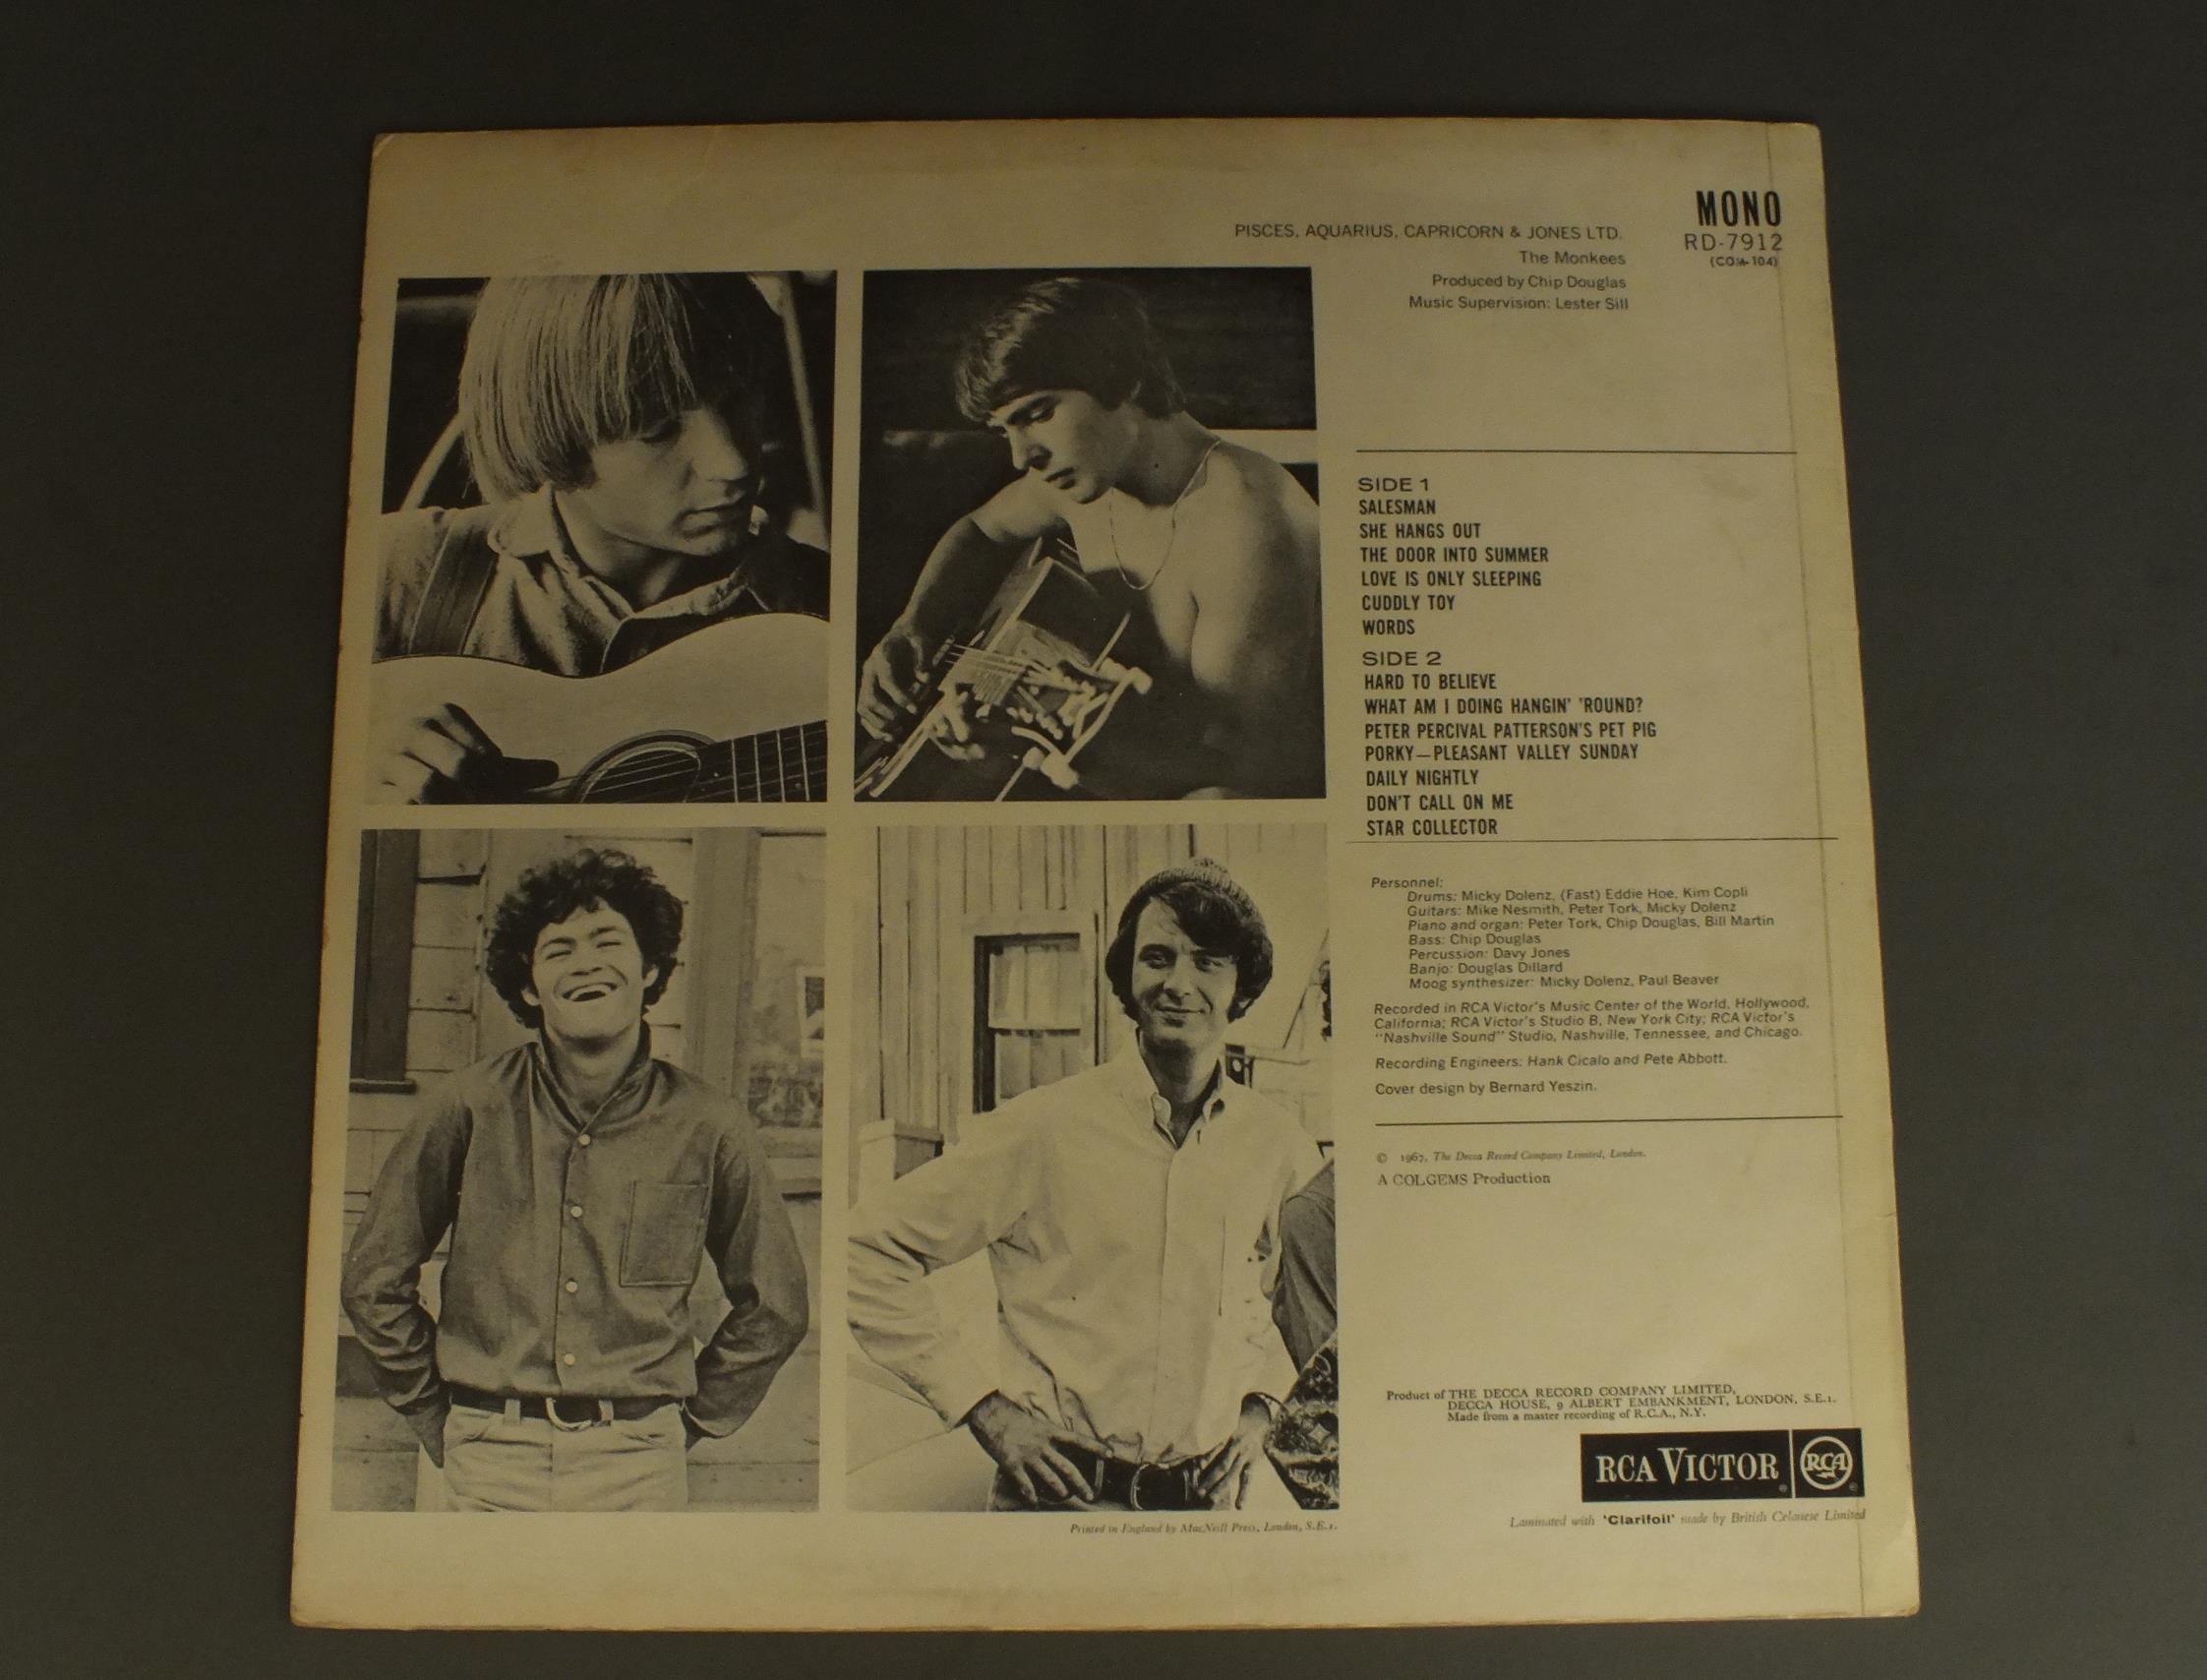 MONO
RD-7912
(COM-104)
PISCES, AQUARIUS, CAPRICORN & JONES LTD.
The Monkees
Produced by Chip Douglas
Music Supervision: Lester Sill
SIDE 1
SALESMAN
SHE HANGS OUT
THE DOOR INTO SUMMER
LOVE IS ONLY SLEEPING
CUDDLY TOY
WORDS
SIDE 2
HARD TO BELIEVE
WHAT AM I DOING HANGIN' 'ROUND?
PETER PERCIVAL PATTERSON'S PET PIG
PORKY—PLEASANT VALLEY SUNDAY
DAILY NIGHTLY
DON'T CALL ON ME
STAR COLLECTOR
Personnel:
Drums: Micky Dolenz, (Fast) Eddie Hoe, Kim Copli
Guitars: Mike Nesmith, Peter Tork, Micky Dolenz
Piano and organ: Peter Tork, Chip Douglas, Bill Martin
Bass: Chip Douglas
Percussion: Davy Jones
Banjo: Douglas Dillard
Moog synthesizer: Micky Dolenz, Paul Beaver
Recorded in RCA Victor's Music Center of the World, Hollywood,
California; RCA Victor's Studio B, New York City; RCA Victor's
"Nashville Sound" Studio, Nashville, Tennessee, and Chicago.
Recording Engineers: Hank Cicalo and Pete Abbott.
Cover design by Bernard Yeszin.
© 1967, The Decca Record Company Limited, London.
A COLGEMS Production
Product of THE DECCA RECORD COMPANY LIMITED,
DECCA HOUSE, 9 ALBERT EMBANKMENT, LONDON, S.E.1.
Made from a master recording of R.C.A., N.Y.
RCA VICTOR RCA
Laminated with 'Clarifoil' made by British Celanese Limited
Printed in England by MacNeill Press, London, S.E.1.